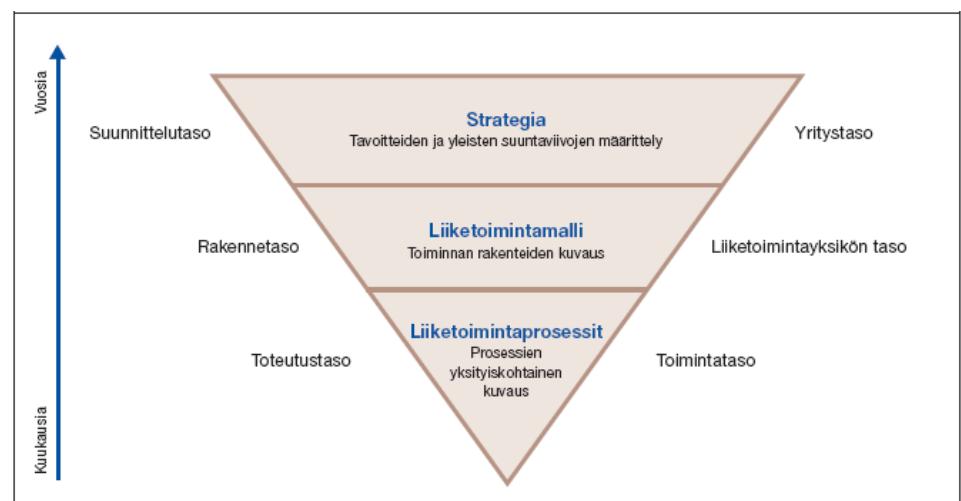 Vuosia
Suunnittelutaso
Strategia
Tavoitteiden ja yleisten suuntaviivojen määrittely
Yritystaso
Rakennetaso
Liiketoimintamalli
Toiminnan rakenteiden kuvaus
Liiketoimintayksikön taso
Toteutustaso
Liiketoimintaprosessit
Prosessien
yksityiskohtainen
kuvaus
Toimintataso
Kuukausia